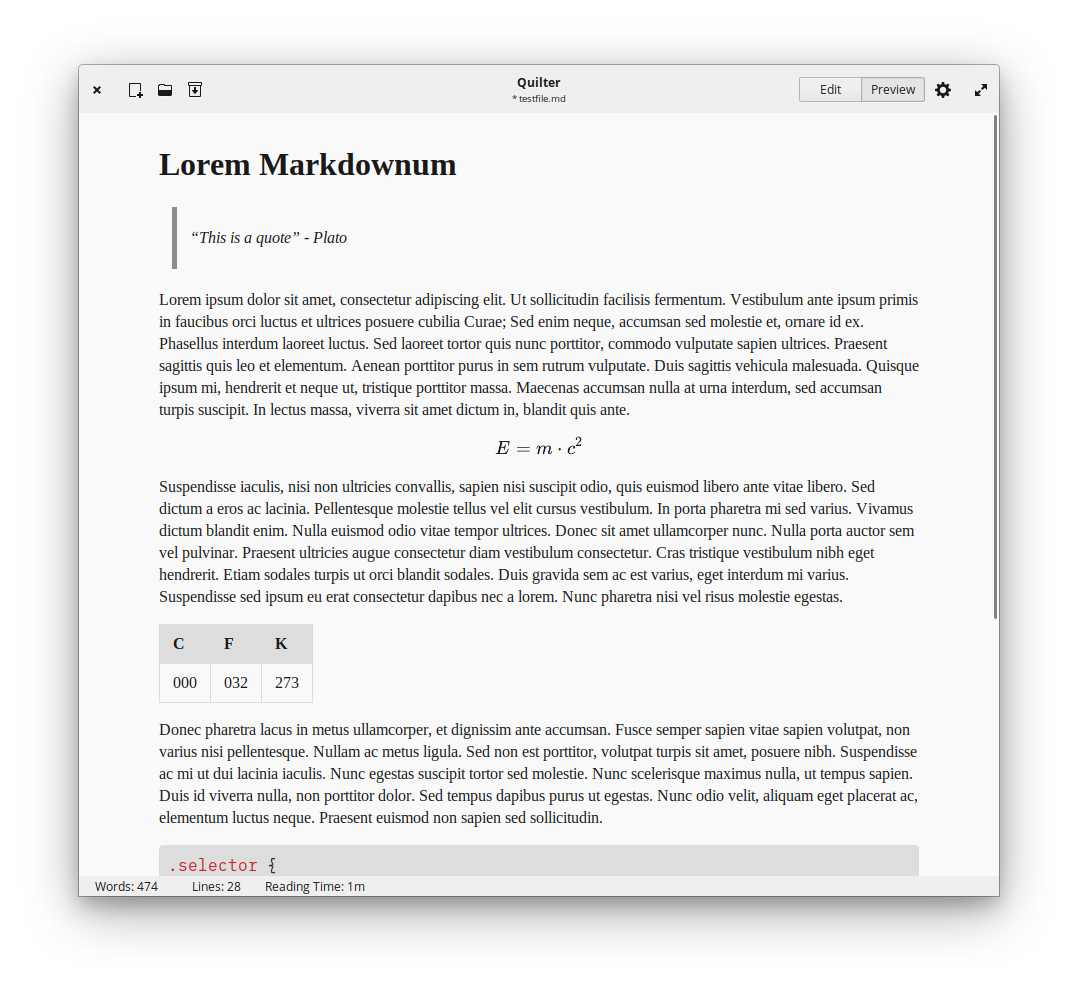 Quilter
* testfile.md
Edit Preview
Lorem Markdownum
“This is a quote” - Plato
Lorem ipsum dolor sit amet, consectetur adipiscing elit. Ut sollicitudin facilisis fermentum. Vestibulum ante ipsum primis
in faucibus orci luctus et ultrices posuere cubilia Curae; Sed enim neque, accumsan sed molestie et, ornare id ex.
Phasellus interdum laoreet luctus. Sed laoreet tortor quis nunc porttitor, commodo vulputate sapien ultrices. Praesent
sagittis quis leo et elementum. Aenean porttitor purus in sem rutrum vulputate. Duis sagittis vehicula malesuada. Quisque
ipsum mi, hendrerit et neque ut, tristique porttitor massa. Maecenas accumsan nulla at urna interdum, sed accumsan
turpis suscipit. In lectus massa, viverra sit amet dictum in, blandit quis ante.
E = m · c²
Suspendisse iaculis, nisi non ultricies convallis, sapien nisi suscipit odio, quis euismod libero ante vitae libero. Sed
dictum a eros ac lacinia. Pellentesque molestie tellus vel elit cursus vestibulum. In porta pharetra mi sed varius. Vivamus
dictum blandit enim. Nulla euismod odio vitae tempor ultrices. Donec sit amet ullamcorper nunc. Nulla porta auctor sem
vel pulvinar. Praesent ultricies augue consectetur diam vestibulum consectetur. Cras tristique vestibulum nibh eget
hendrerit. Etiam sodales turpis ut orci blandit sodales. Duis gravida sem ac est varius, eget interdum mi varius.
Suspendisse sed ipsum eu erat consectetur dapibus nec a lorem. Nunc pharetra nisi vel risus molestie egestas.
C F K
000 032 273
Donec pharetra lacus in metus ullamcorper, et dignissim ante accumsan. Fusce semper sapien vitae sapien volutpat, non
varius nisi pellentesque. Nullam ac metus ligula. Sed non est porttitor, volutpat turpis sit amet, posuere nibh. Suspendisse
ac mi ut dui lacinia iaculis. Nunc egestas suscipit tortor sed molestie. Nunc scelerisque maximus nulla, ut tempus sapien.
Duis id viverra nulla, non porttitor dolor. Sed tempus dapibus purus ut egestas. Nunc odio velit, aliquam eget placerat ac,
elementum luctus neque. Praesent euismod non sapien sed sollicitudin.
.selector {
Words: 474 Lines: 28 Reading Time: 1m